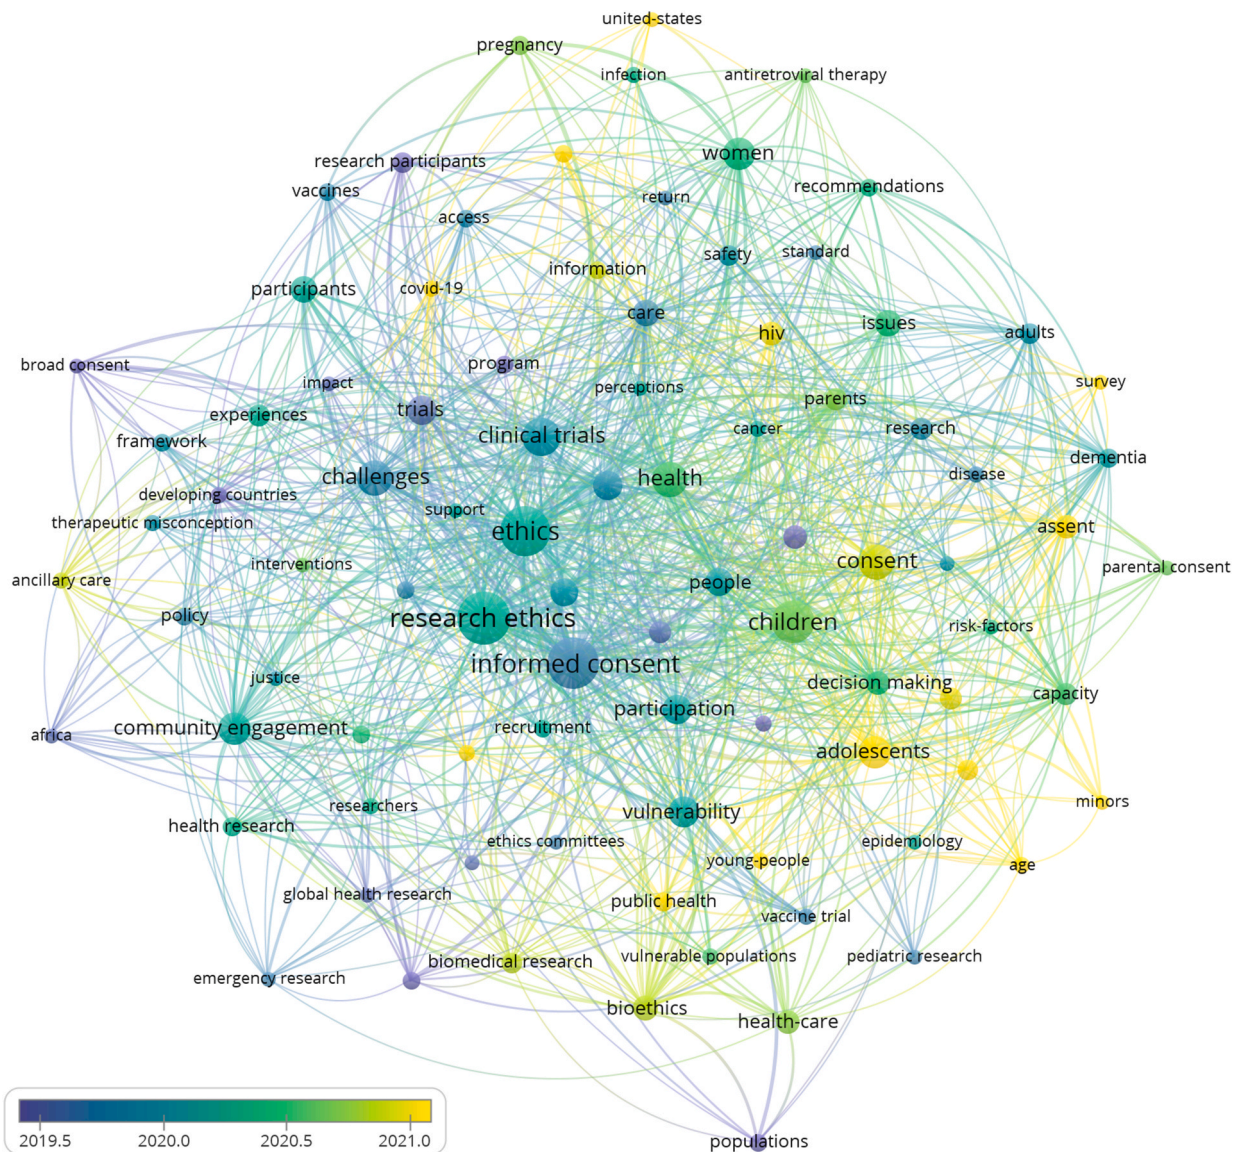 united-states
pregnancy
infection
antiretroviral therapy
women
research participants
vaccines
return
recommendations
access
safety
standard
information
participants
covid-19
care
hiv
issues
adults
broad consent
program
impact
perceptions
survey
experiences
trials
parents
framework
clinical trials
cancer
research
dementia
challenges
health
disease
developing countries
support
therapeutic misconception
ethics
assent
interventions
consent
ancillary care
people
parental consent
policy
research ethics
children
risk-factors
informed consent
justice
decision making
capacity
participation
community engagement
recruitment
africa
adolescents
researchers
vulnerability
minors
health research
ethics committees
epidemiology
young-people
age
global health research
public health
vaccine trial
biomedical research
vulnerable populations
pediatric research
emergency research
bioethics
health-care
populations
2019.5 2020.0 2020.5 2021.0